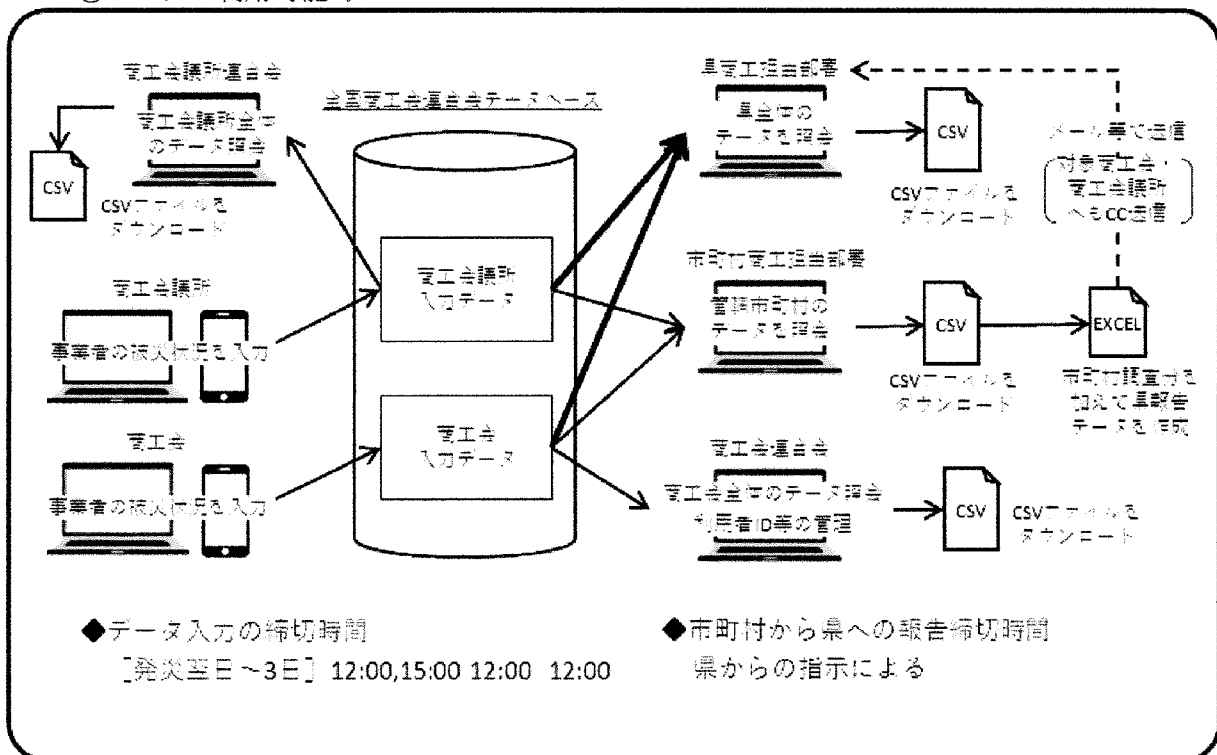 商工会議所連合会
商工会議所全体
のデータ照会
CSV
CSVファイルを
ダウンロード
商工会議所
事業者の被災状況を入力
商工会
事業者の被災状況を入力
全国商工会連合会データベース
商工会議所
入力データ
商工会
入力データ
県商工担当部署
県全体の
データを照会
CSV
CSVファイルを
ダウンロード
メール等で送信
対象商工会・
商工会議所
へもCC送信
市町村商工担当部署
管轄市町村の
データを照会
CSV
CSVファイルを
ダウンロード
EXCEL
市町村調査分を
加えて県報告
データを作成
商工会連合会
商工会全体のデータ照会
利用者ID等の管理
CSV
CSVファイルを
ダウンロード
◆データ入力の締切時間
[発災翌日～3日] 12:00,15:00 12:00 12:00
◆市町村から県への報告締切時間
県からの指示による